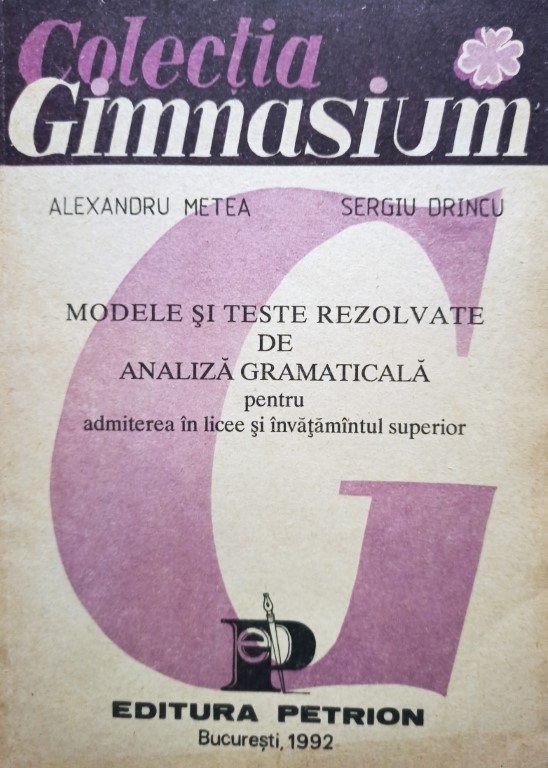 Colecția
Gimnasium
ALEXANDRU METEA SERGIU DRINCU
MODELE ŞI TESTE REZOLVATE
DE
ANALIZĂ GRAMATICALĂ
pentru
admiterea în licee şi învăţămîntul superior
G
Pep
EDITURA PETRION
Bucureşti, 1992